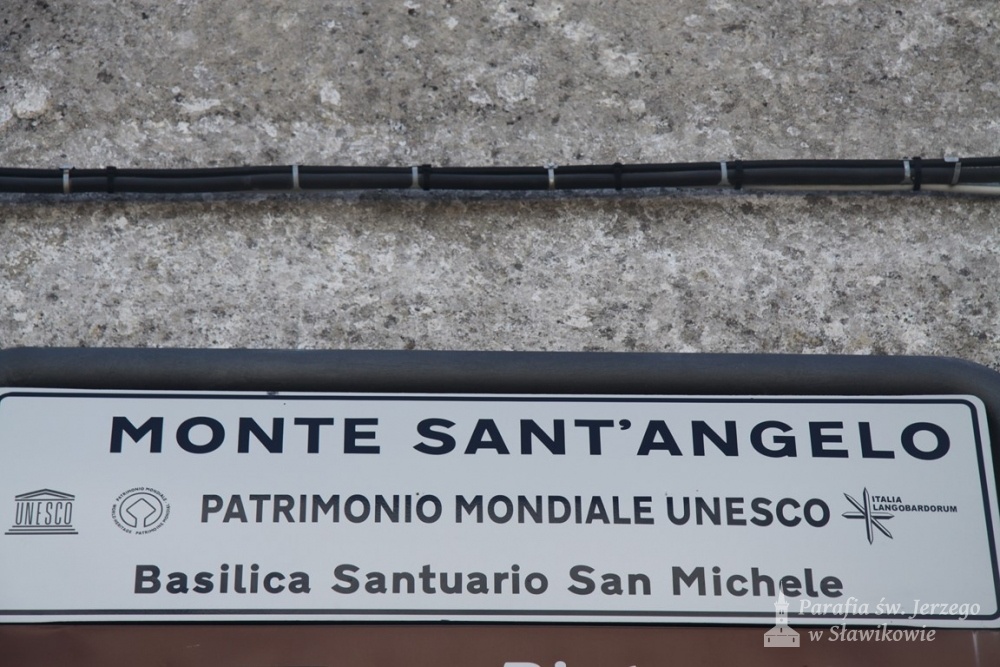 MONTE SANT'ANGELO
UNESCO
PATRIMONIO MONDIALE UNESCO
ITALIA
LANGOBARDORUM
Basilica Santuario San Michele
Parafia św. Jerzego
w Sławikowie